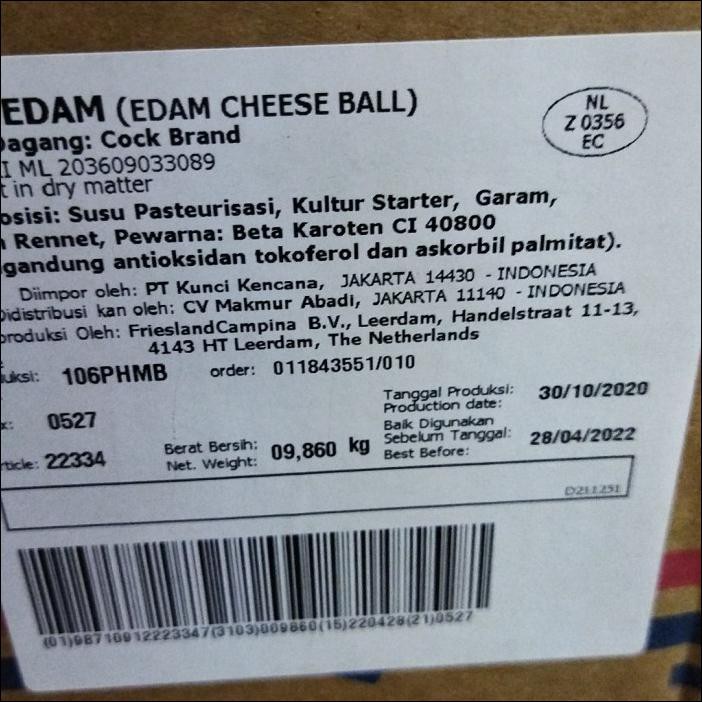 EDAM (EDAM CHEESE BALL)
Dagang: Cock Brand
I ML 203609033089
t in dry matter
osisi: Susu Pasteurisasi, Kultur Starter, Garam,
Rennet, Pewarna: Beta Karoten CI 40800
gandung antioksidan tokoferol dan askorbil palmitat).
Diimpor oleh: PT Kunci Kencana, JAKARTA 14430 - INDONESIA
Didistribusi kan oleh: CV Makmur Abadi, JAKARTA 11140 - INDONESIA
produksi Oleh: FrieslandCampina B.V., Leerdam, Handelstraat 11-13,
4143 HT Leerdam, The Netherlands
uksi: 106PHMB order: 011843551/010
Tanggal Produksi: 30/10/2020
Production date:
x: 0527
Baik Digunakan
Sebelum Tanggal: 28/04/2022
Best Before:
rticle: 22334
Berat Bersih: 09,860 kg
Net. Weight:
D211251
(01)98710912223347(3103)009860(15)220428(21)0527
NL
Z 0356
EC